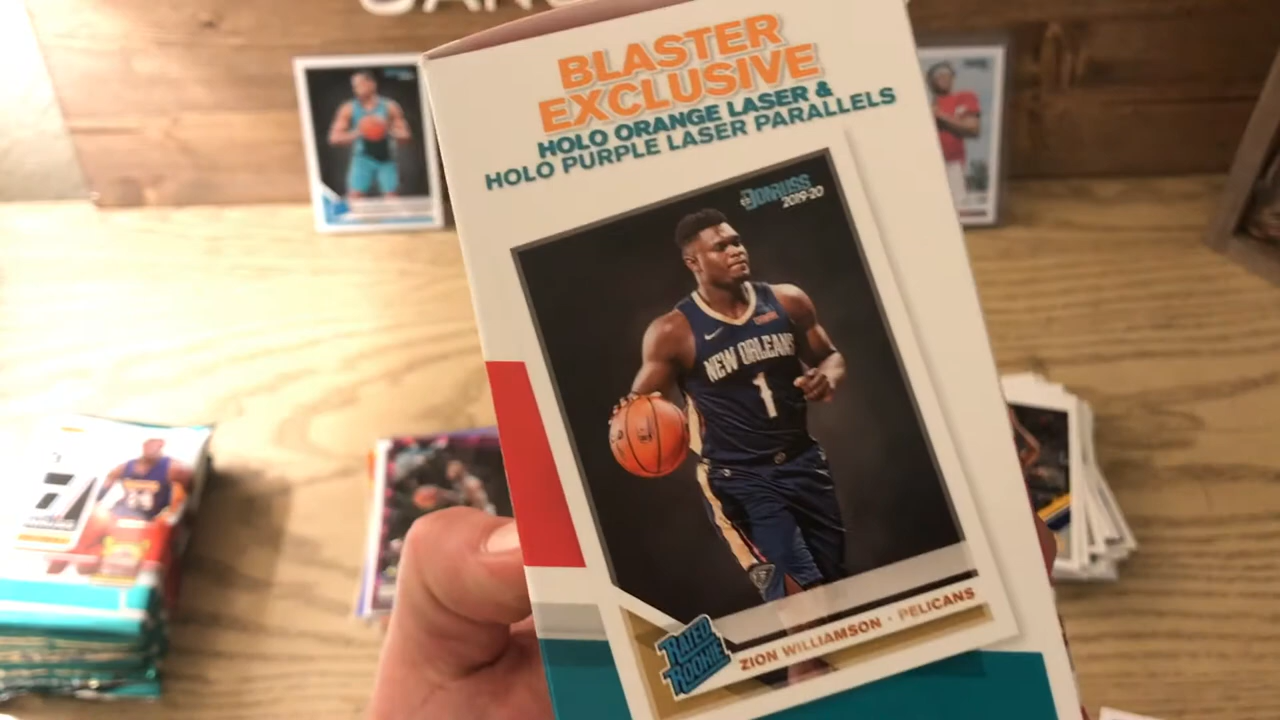 BLASTER
EXCLUSIVE
HOLO ORANGE LASER &
HOLO PURPLE LASER PARALLELS
DONRUSS
2019-20
NEW ORLEANS
1
RATED
ROOKIE
ZION WILLIAMSON · PELICANS